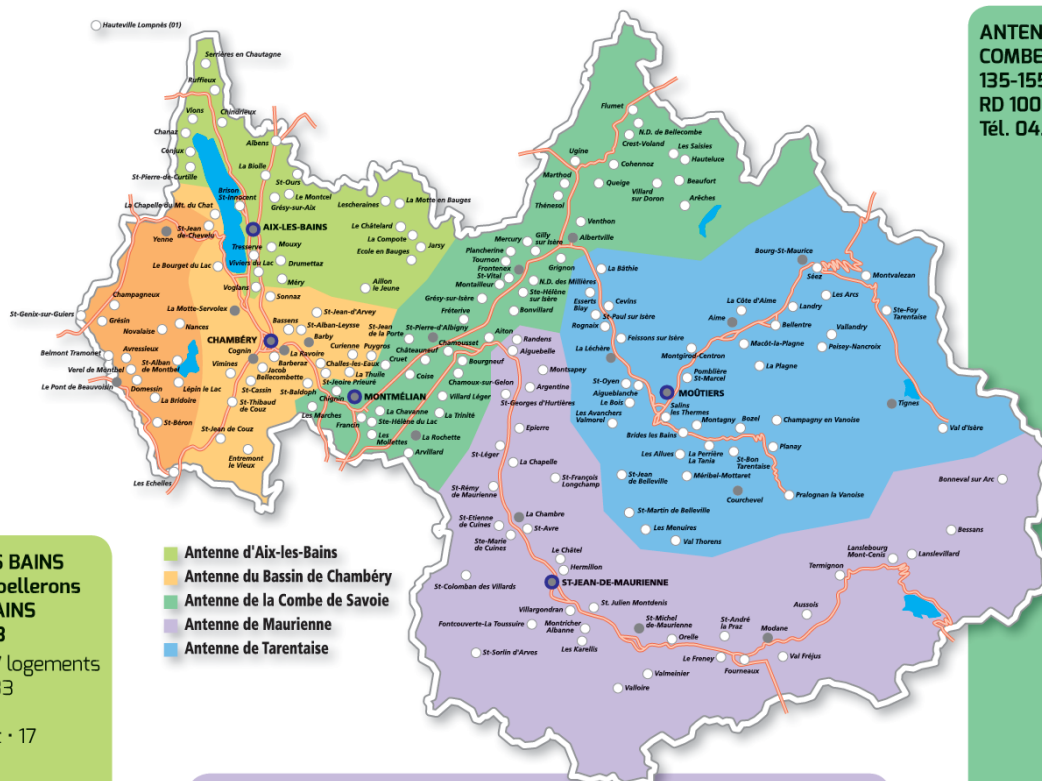 Hauteville Lompnès (01)
Serrières en Chautagne
Ruffieux
Vions
Chindrieux
Chanaz
Conjux
St-Pierre-de-Curtille
Albens
La Biolle
St-Ours
Brison
St-Innocent
Le Montcel
Grésy-sur-Aix
Lescheraines
La Motte en Bauges
Le Châtelard
La Compote
Ecole en Bauges
Jarsy
La Chapelle du Mt. du Chat
St-Jean
de-Chevelu
Yenne
AIX-LES-BAINS
Tresserve
Mouxy
Viviers du Lac
Drumettaz
Méry
Le Bourget du Lac
Voglans
Sonnaz
Aillon
le Jeune
Champagneux
St-Genix-sur-Guiers
Grésin
Novalaise
Nances
La Motte-Servolex
Bassens
St-Jean-d'Arvey
St-Alban-Leysse
Barby
CHAMBÉRY
Cognin
La Ravoire
Barberaz
Jacob
Bellecombette
Curienne
Puygros
Challes-les-Eaux
La Thuile
St-Jean
de la Porte
St-Pierre-d'Albigny
Belmont Tramonet
Avressieux
Verel de Montbel
Le Pont de Beauvoisin
St-Alban
de Montbel
Domessin
Lépin le Lac
La Bridoire
St-Béron
Vimines
St-Cassin
St-Thibaud
de Couz
St-Baldoph
St-Jean de Couz
Entremont
le Vieux
Les Echelles
St-Jeoire Prieuré
Chignin
Les Marches
MONTMÉLIAN
Francin
La Chavanne
Ste-Hélène du Lac
Les
Mollettes
La Rochette
Arvillard
Cruet
Châteauneuf
Coise
Chamousset
Bourgneuf
Chamoux-sur-Gelon
Villard Léger
La Trinité
Aiton
Flumet
N.D. de Bellecombe
Crest-Voland
Les Saisies
Hauteluce
Ugine
Cohennoz
Marthod
Queige
Villard
sur Doron
Beaufort
Thénesol
Arêches
Venthon
Albertville
Mercury
Gilly
sur Isère
Plancherine
Tournon
Frontenex
St-Vital
Grignon
Montailleur
N.D. des Millières
Ste-Hélène
sur Isère
Grésy-sur-Isère
Fréterive
Bonvillard
La Bâthie
Cevins
Esserts
Blay
St-Paul sur Isère
Rognaix
Feissons sur Isère
La Léchère
Bourg-St-Maurice
Séez
Montvalezan
Les Arcs
Ste-Foy
Tarentaise
La Côte d'Aime
Landry
Aime
Bellentre
Vallandry
Peisey-Nancroix
Macôt-la-Plagne
Montgirod-Centron
La Plagne
Pomblière
St-Marcel
MOÛTIERS
St-Oyen
Aigueblanche
Le Bois
Salins
les Thermes
Les Avanchers
Valmorel
Tignes
Val d'Isère
Montagny
Bozel
Champagny en Vanoise
Brides les Bains
Planay
Les Allues
La Perrière
La Tania
St-Bon
Tarentaise
Méribel-Mottaret
Courchevel
Pralognan la Vanoise
St-Jean
de Belleville
St-Martin de Belleville
Les Menuires
Val Thorens
Randens
Aiguebelle
Montsapey
Argentine
St-Georges d'Hurtières
Epierre
St-Léger
La Chapelle
St-François
Longchamp
St-Rémy
de Maurienne
La Chambre
St-Etienne
de Cuines
St-Avre
Ste-Marie
de Cuines
Le Châtel
Hermillon
St-Colomban des Villards
ST-JEAN-DE-MAURIENNE
Villargondran
St. Julien Montdenis
Fontcouverte-La Toussuire
Montricher
Albanne
Les Karellis
St-Sorlin d'Arves
St-Michel
de-Maurienne
Orelle
St-André
la Praz
Modane
Aussois
Le Freney
Fourneaux
Val Fréjus
Valmeinier
Valloire
Termignon
Lanslebourg
Mont-Cenis
Lanslevillard
Bessans
Bonneval sur Arc
Antenne d'Aix-les-Bains
Antenne du Bassin de Chambéry
Antenne de la Combe de Savoie
Antenne de Maurienne
Antenne de Tarentaise
ANTEN
COMBE
135-155
RD 100
Tél. 04.
S BAINS
pellerons
AINS
3
logements
33
: • 17